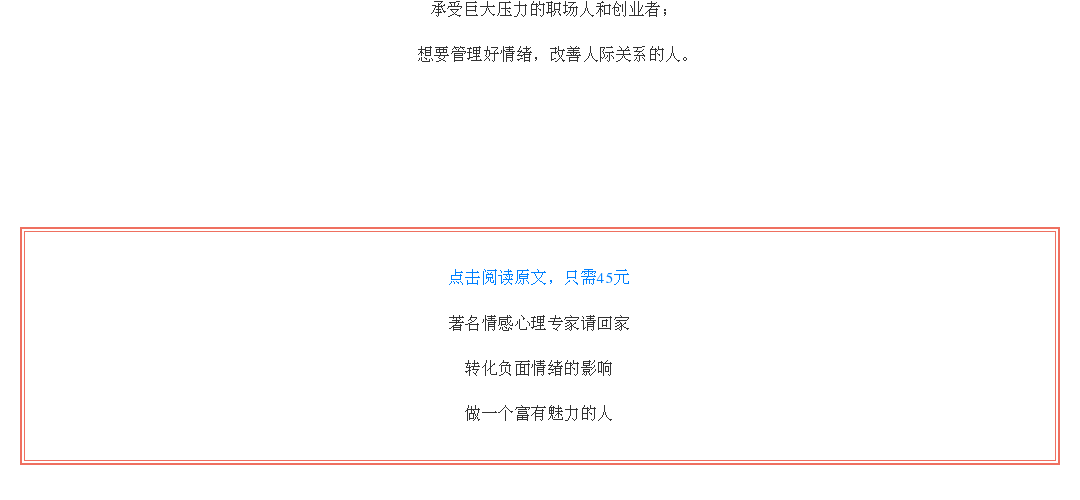 承受巨大压力的职场人和创业者；
想要管理好情绪，改善人际关系的人。
点击阅读原文，只需45元
著名情感心理专家请回家
转化负面情绪的影响
做一个富有魅力的人